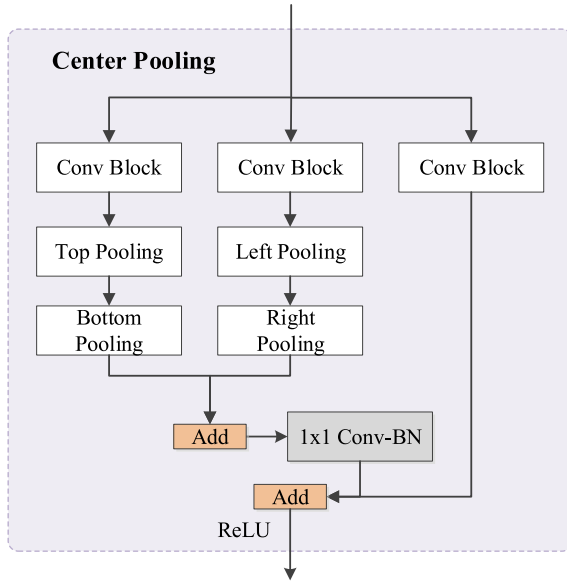 Center Pooling
Conv Block
Conv Block
Conv Block
Top Pooling
Left Pooling
Bottom
Pooling
Right
Pooling
Add
1x1 Conv-BN
Add
ReLU